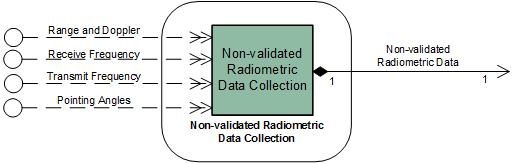 Range and Doppler
Receive Frequency
Transmit Frequency
Pointing Angles
Non-validated
Radiometric
Data Collection
1
Non-validated
Radiometric Data
1
Non-validated Radiometric
Data Collection